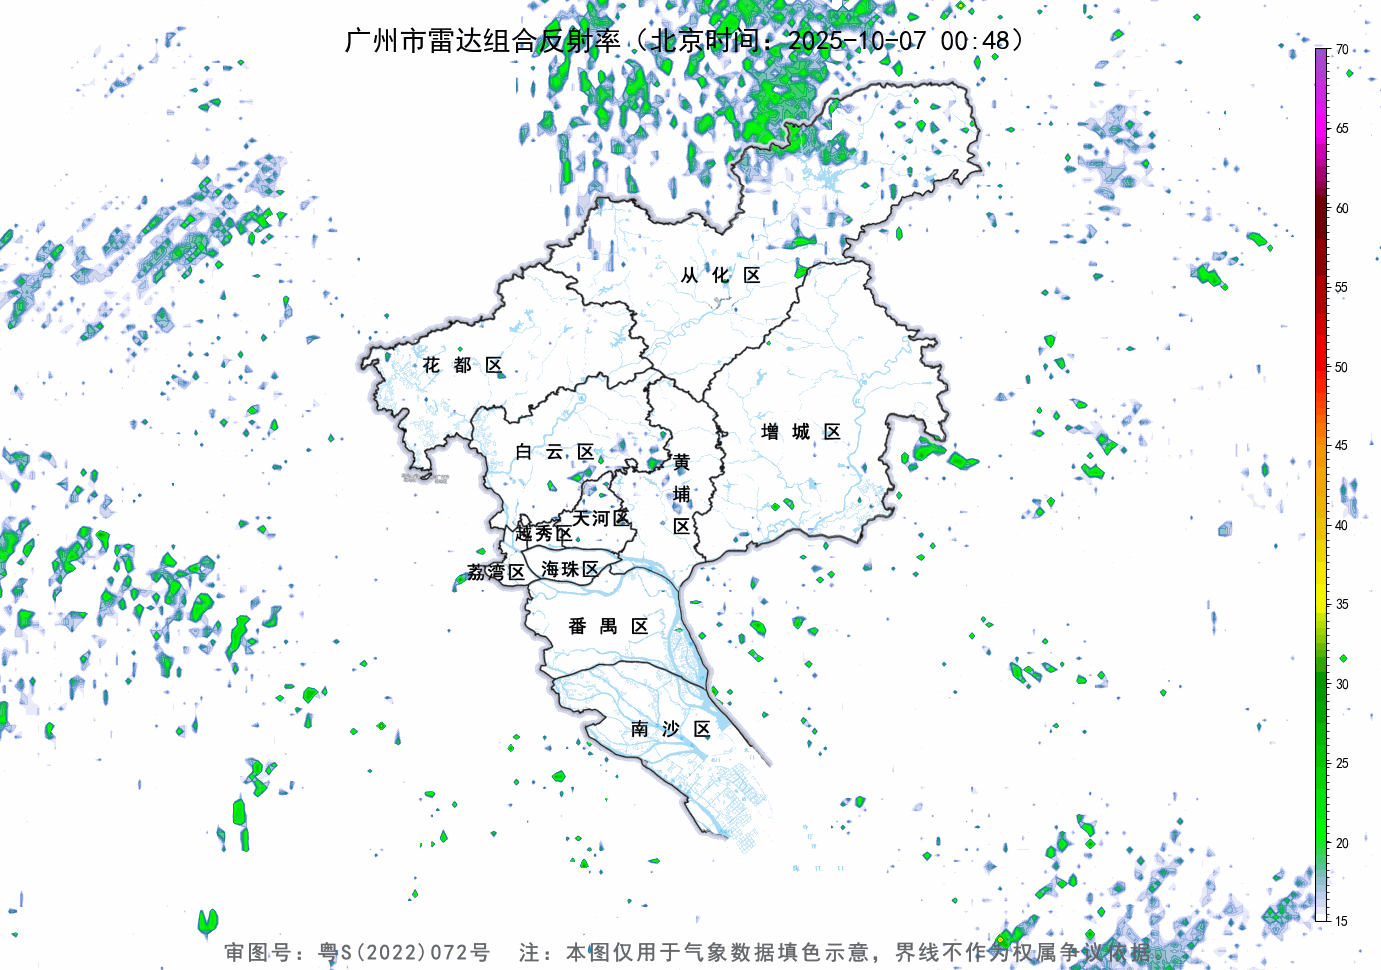 广州市雷达组合反射率（北京时间：2025-10-07 00:48）
70
65
60
55
50
45
40
35
30
25
20
15
从化区
花都区
增城区
白云区
黄埔区
天河区
越秀区
荔湾区
海珠区
番禺区
南沙区
审图号：粤S(2022)072号 注：本图仅用于气象数据填色示意，界线不作为权属争议依据。